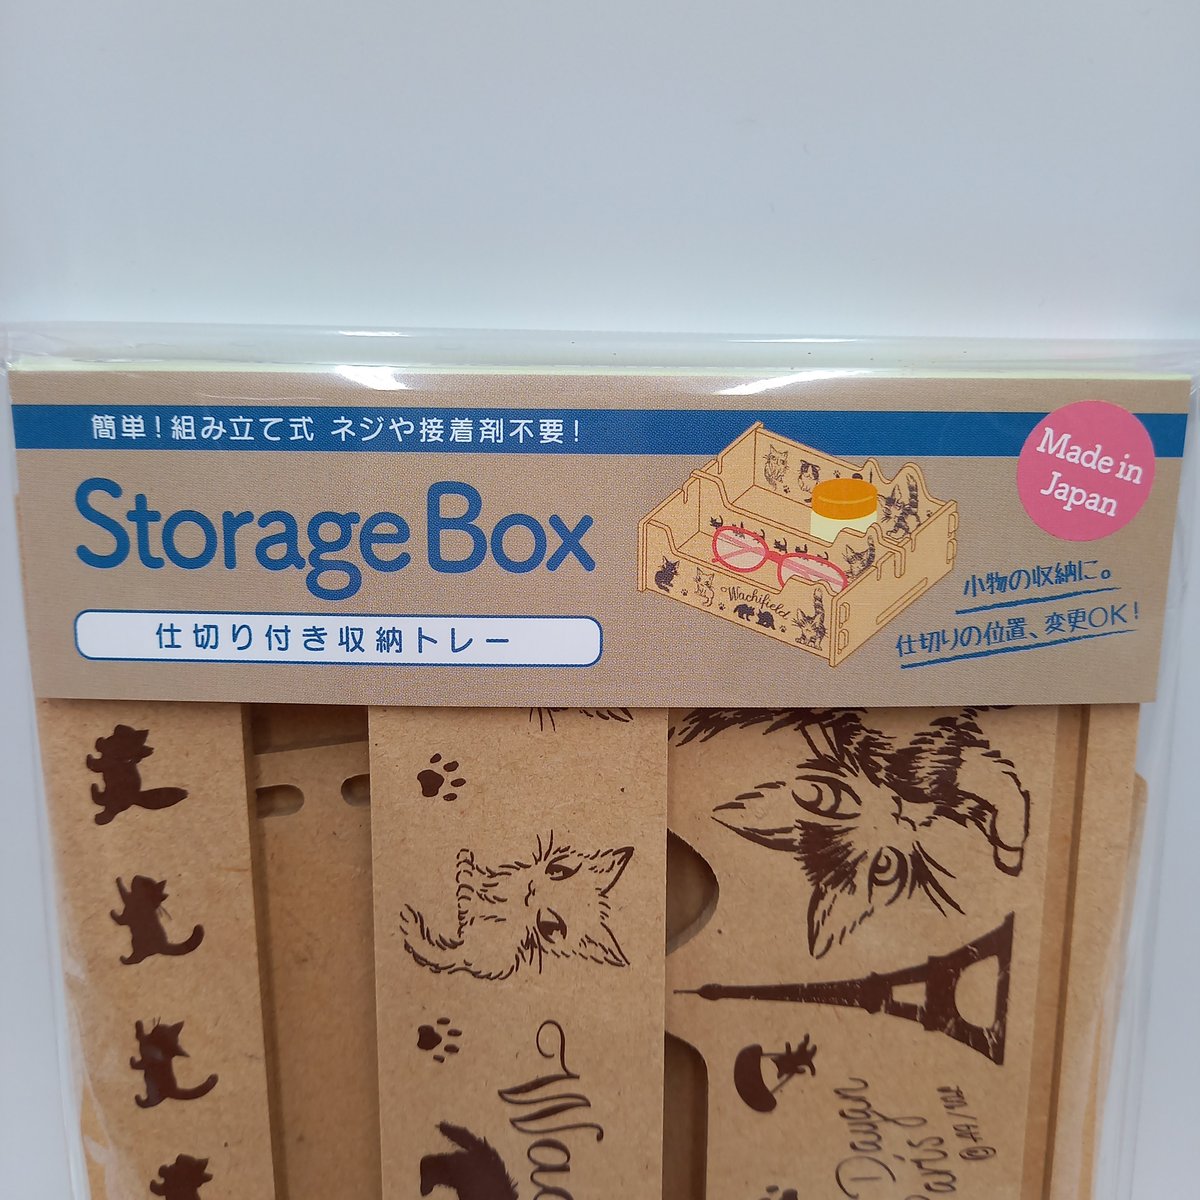 簡単！組み立て式 ネジや接着剤不要！
Storage Box
仕切り付き収納トレー
Made in
Japan
小物の収納に。
仕切りの位置、変更OK！
Wachifield
Wac
Dayan
Paris